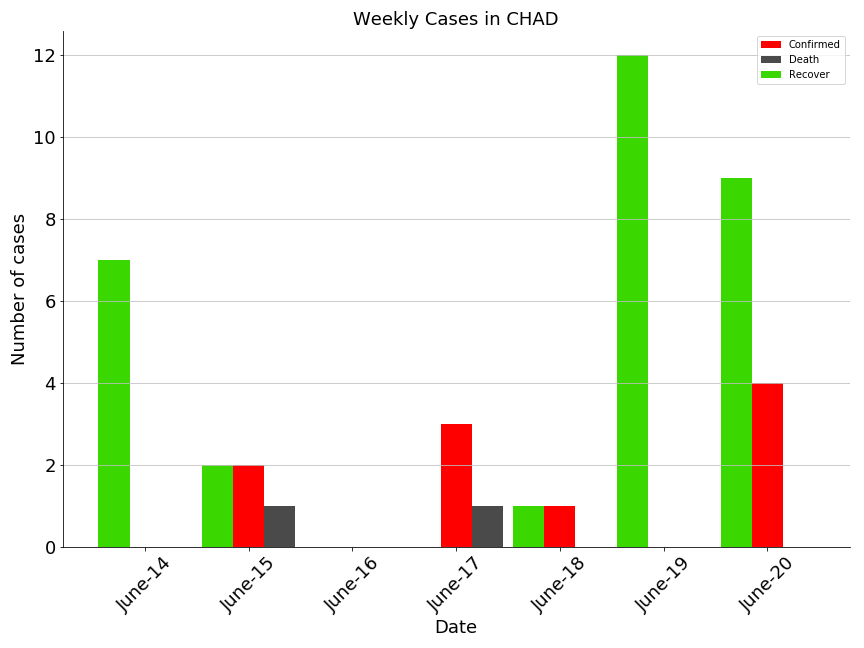 Weekly Cases in CHAD
Confirmed
Death
Recover
Number of cases
12
10
8
6
4
2
0
June-14
June-15
June-16
June-17
June-18
June-19
June-20
Date